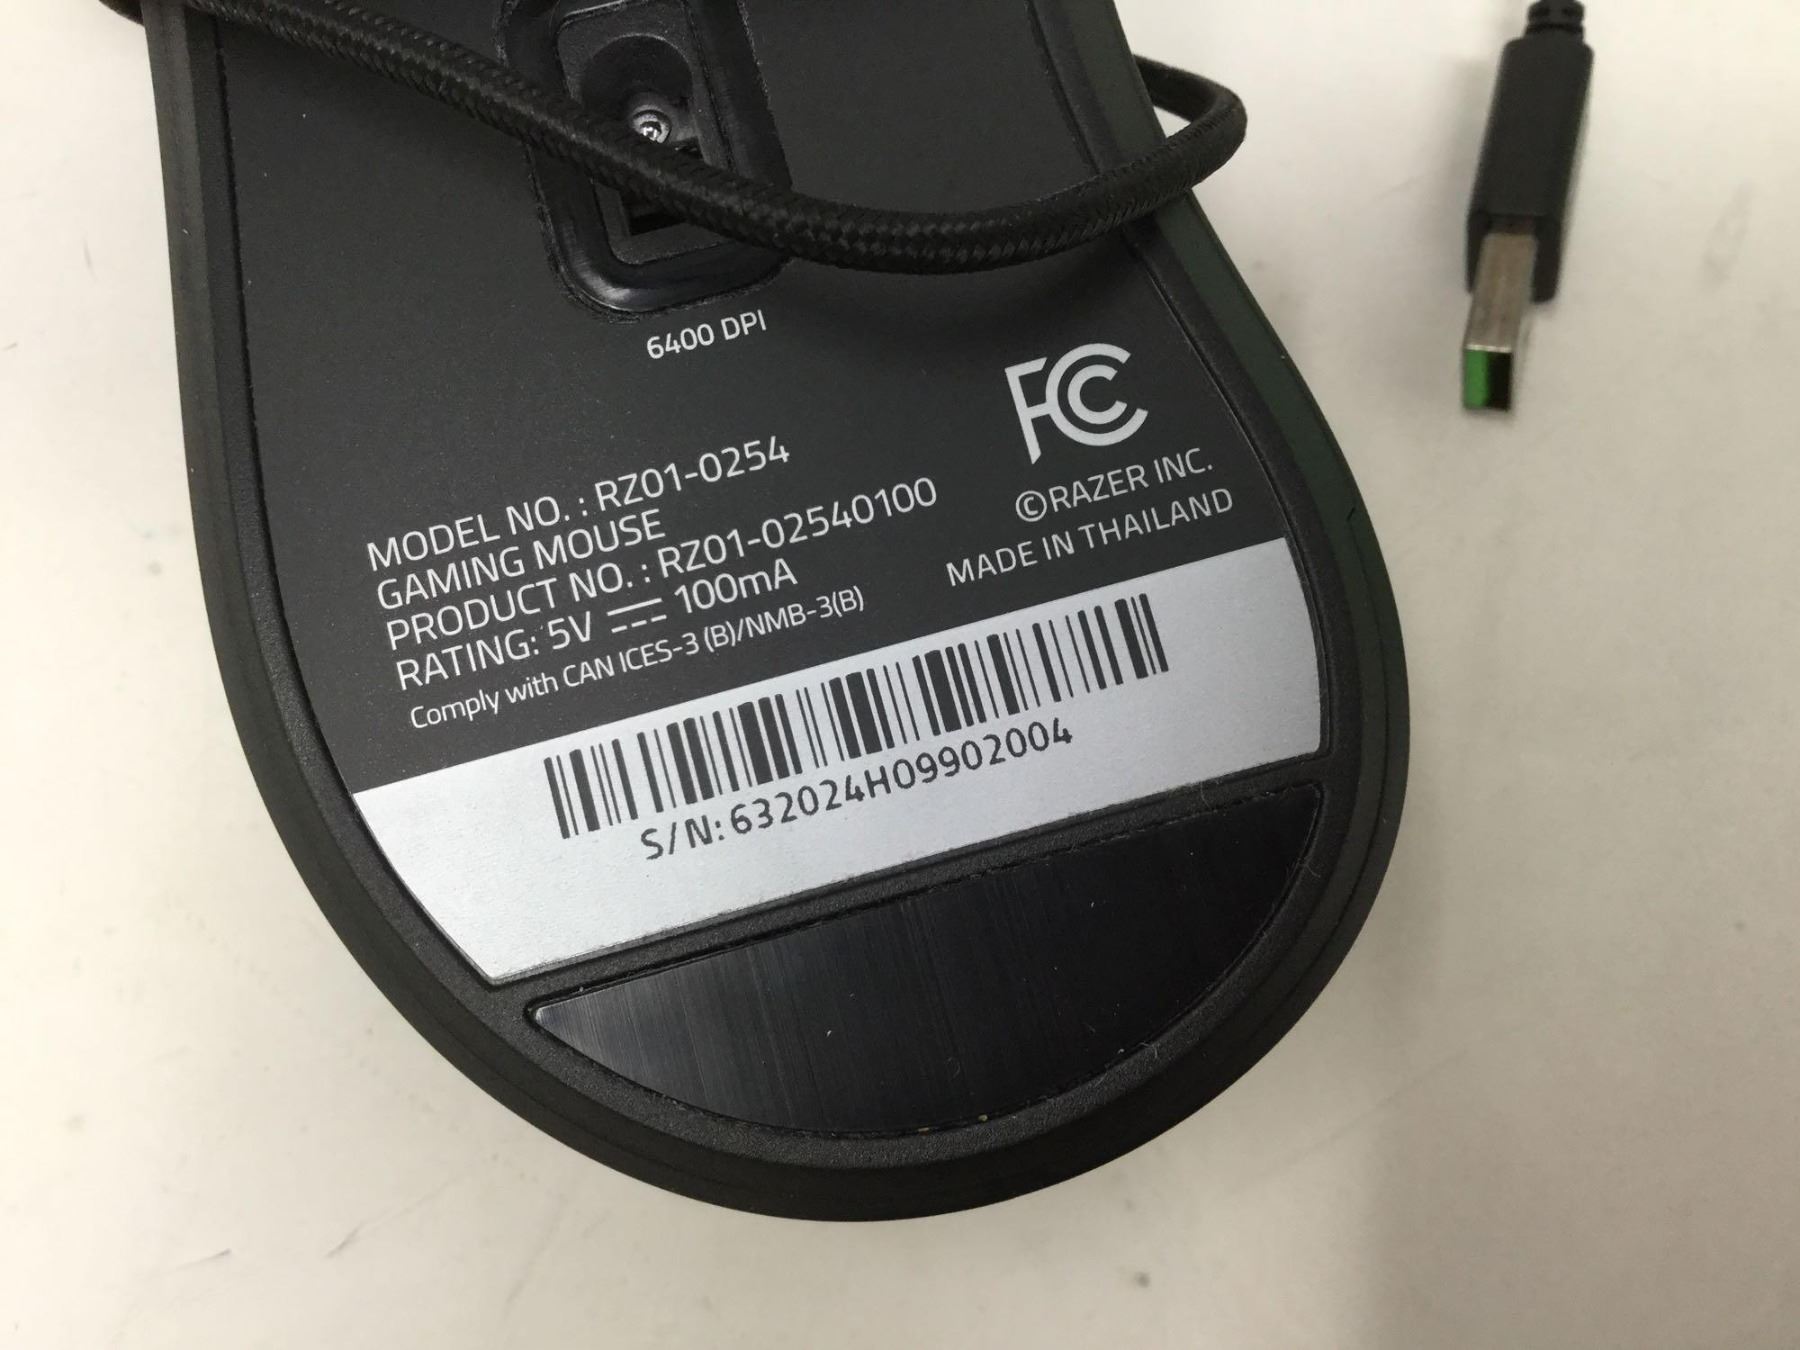 6400 DPI
FCC
MODEL NO. : RZ01-0254
GAMING MOUSE
PRODUCT NO. : RZ01-02540100
RATING: 5V ⎓ 100mA
Comply with CAN ICES-3 (B)/NMB-3(B)
©RAZER INC.
MADE IN THAILAND
S/N: 632024H09902004